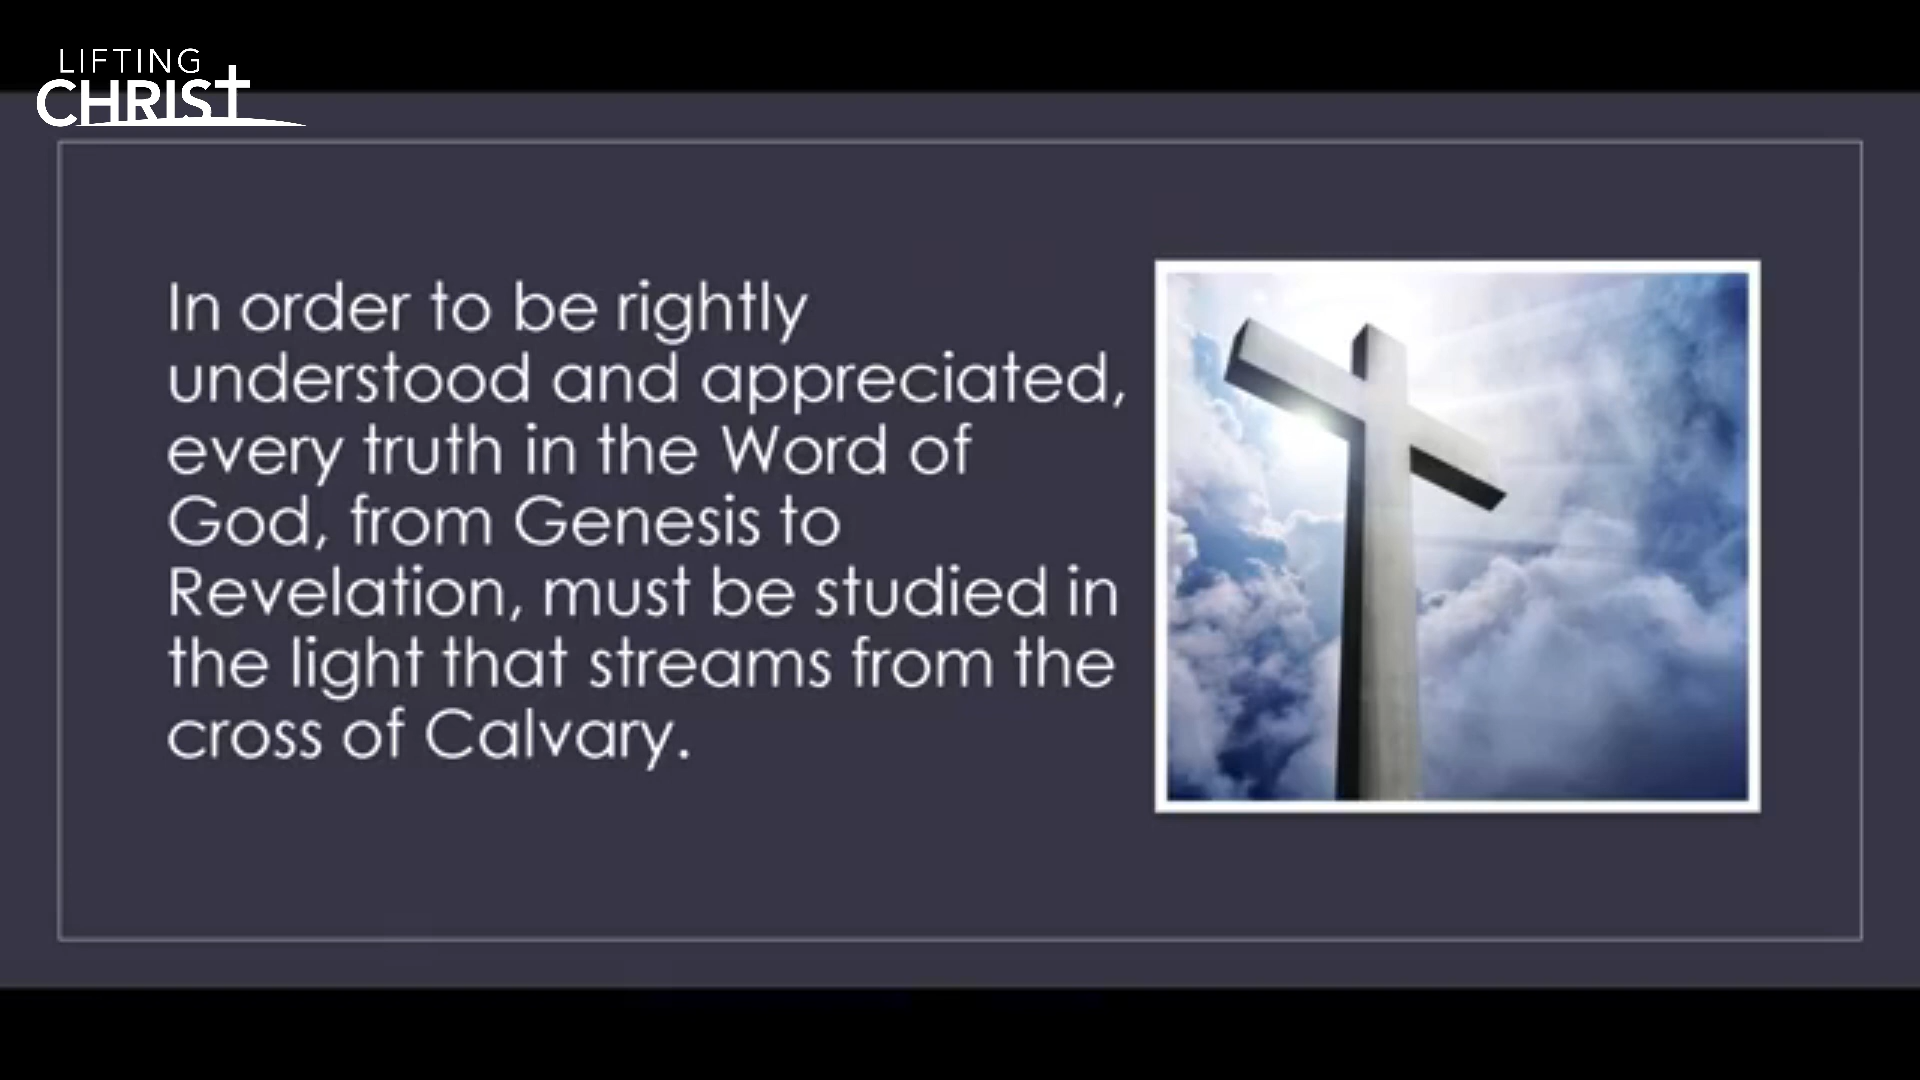 LIFTING
CHRIST
In order to be rightly
understood and appreciated,
every truth in the Word of
God, from Genesis to
Revelation, must be studied in
the light that streams from the
cross of Calvary.